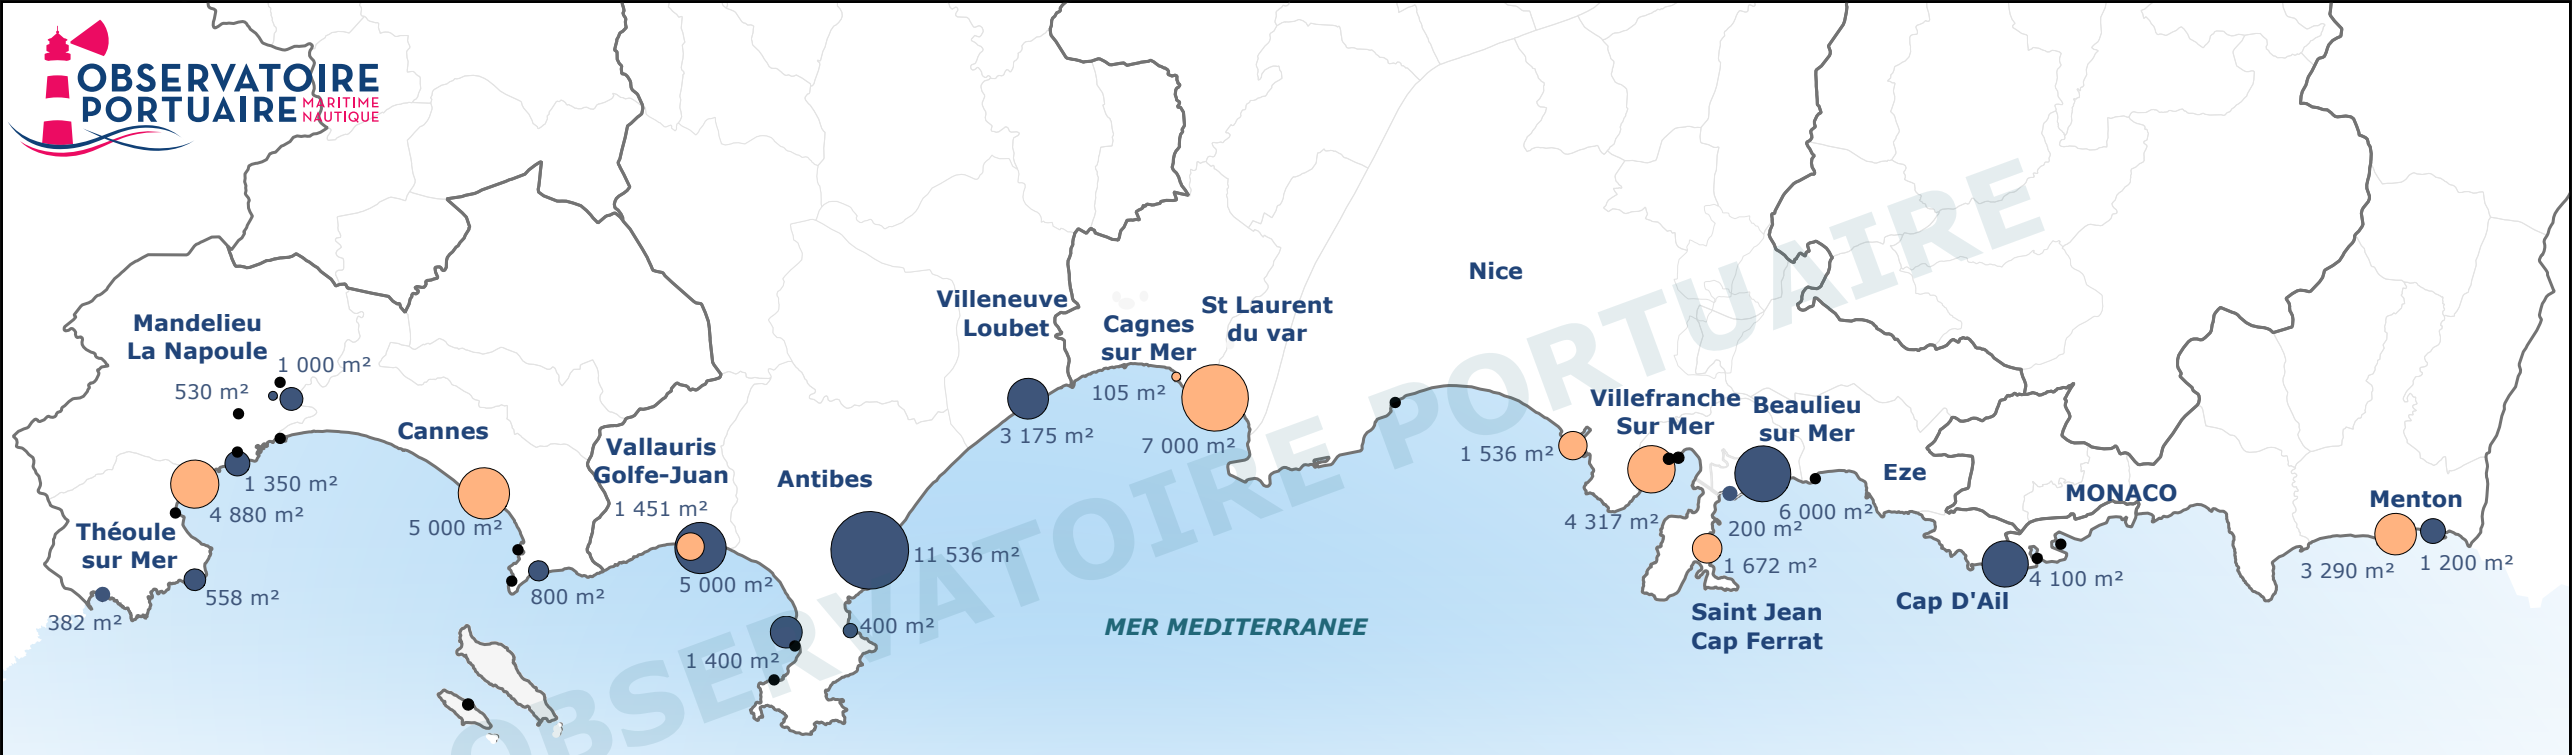 OBSERVATOIRE
PORTUAIRE MARITIME
NAUTIQUE
Mandelieu
La Napoule
1 000 m²
530 m²
1 350 m²
4 880 m²
Théoule
sur Mer
558 m²
382 m²
Cannes
5 000 m²
800 m²
Vallauris
Golfe-Juan
1 451 m²
5 000 m²
1 400 m²
Antibes
11 536 m²
400 m²
Villeneuve
Loubet
3 175 m²
Cagnes
sur Mer
105 m²
St Laurent
du var
7 000 m²
Nice
1 536 m²
Villefranche
Sur Mer
4 317 m²
Beaulieu
sur Mer
6 000 m²
200 m²
1 672 m²
Saint Jean
Cap Ferrat
Eze
Cap D'Ail
4 100 m²
MONACO
Menton
3 290 m²
1 200 m²
MER MEDITERRANEE
OBSERVATOIRE PORTUAIRE